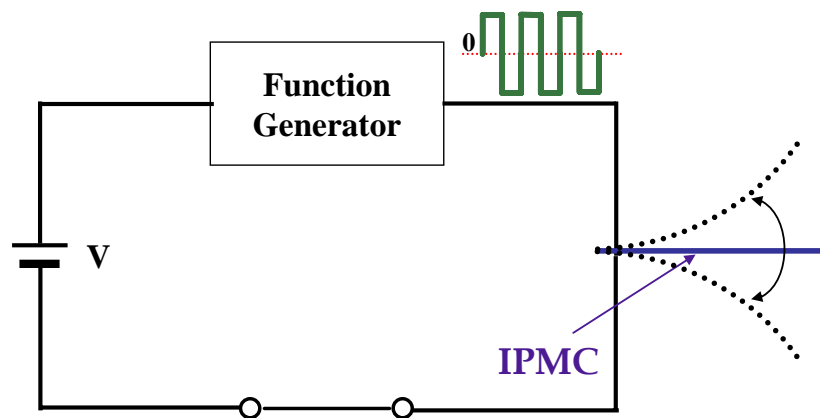 0
Function
Generator
V
IPMC